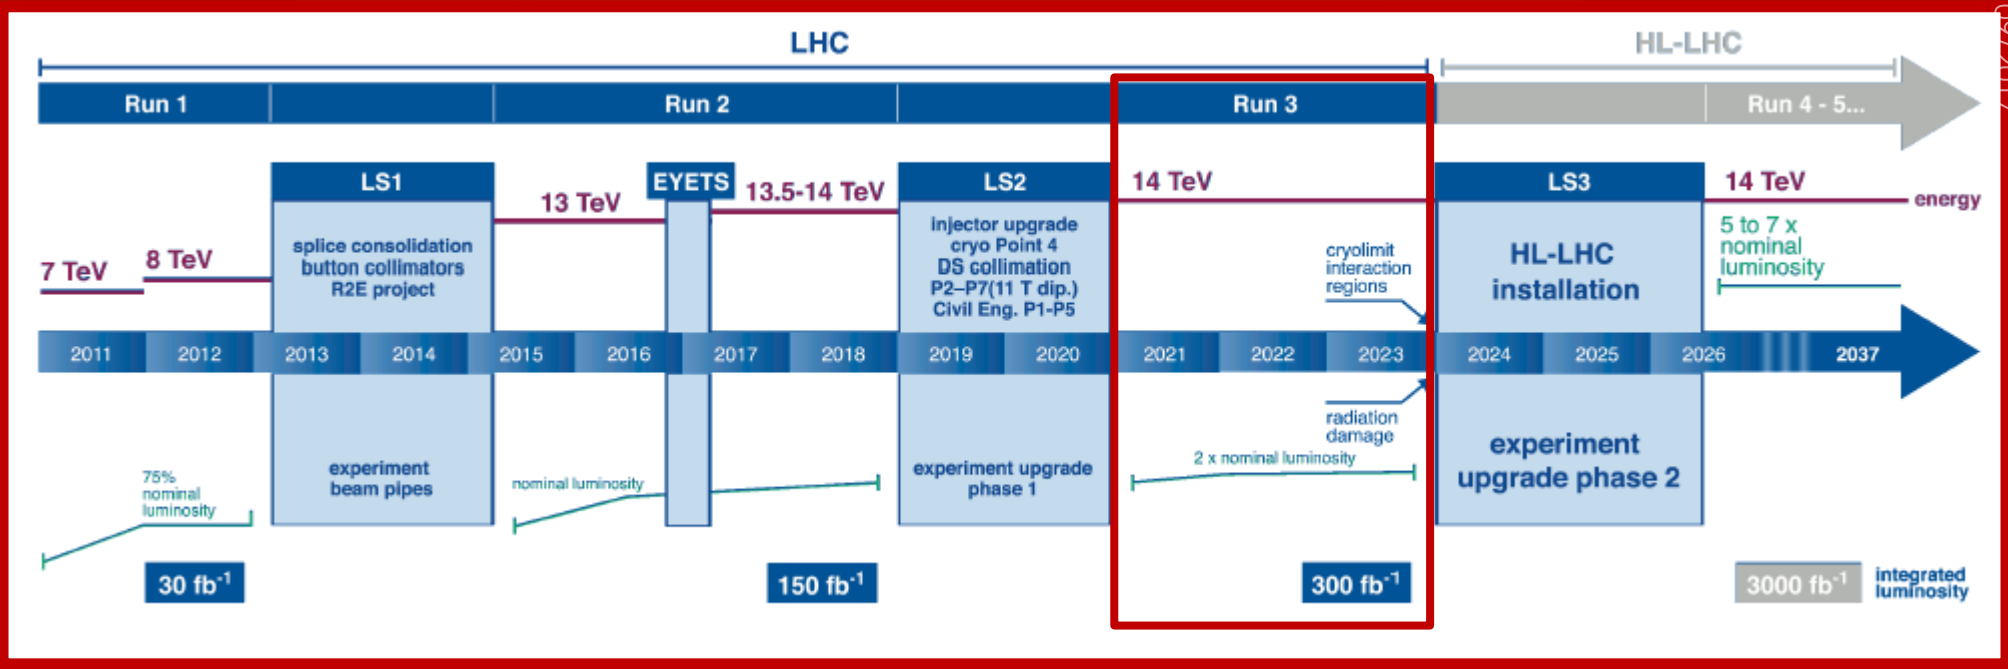 LHC
HL-LHC
Run 1
Run 2
Run 3
Run 4 - 5...
LS1
EYETS
LS2
LS3
7 TeV
8 TeV
13 TeV
13.5-14 TeV
14 TeV
14 TeV
energy
splice consolidation
button collimators
R2E project
injector upgrade
cryo Point 4
DS collimation
P2–P7(11 T dip.)
Civil Eng. P1-P5
cryolimit
interaction
regions
HL-LHC
installation
5 to 7 x
nominal
luminosity
2011
2012
2013
2014
2015
2016
2017
2018
2019
2020
2021
2022
2023
2024
2025
2026
2037
75%
nominal
luminosity
experiment
beam pipes
nominal luminosity
experiment upgrade
phase 1
radiation
damage
2 x nominal luminosity
experiment
upgrade phase 2
30 fb-1
150 fb-1
300 fb-1
3000 fb-1
integrated
luminosity